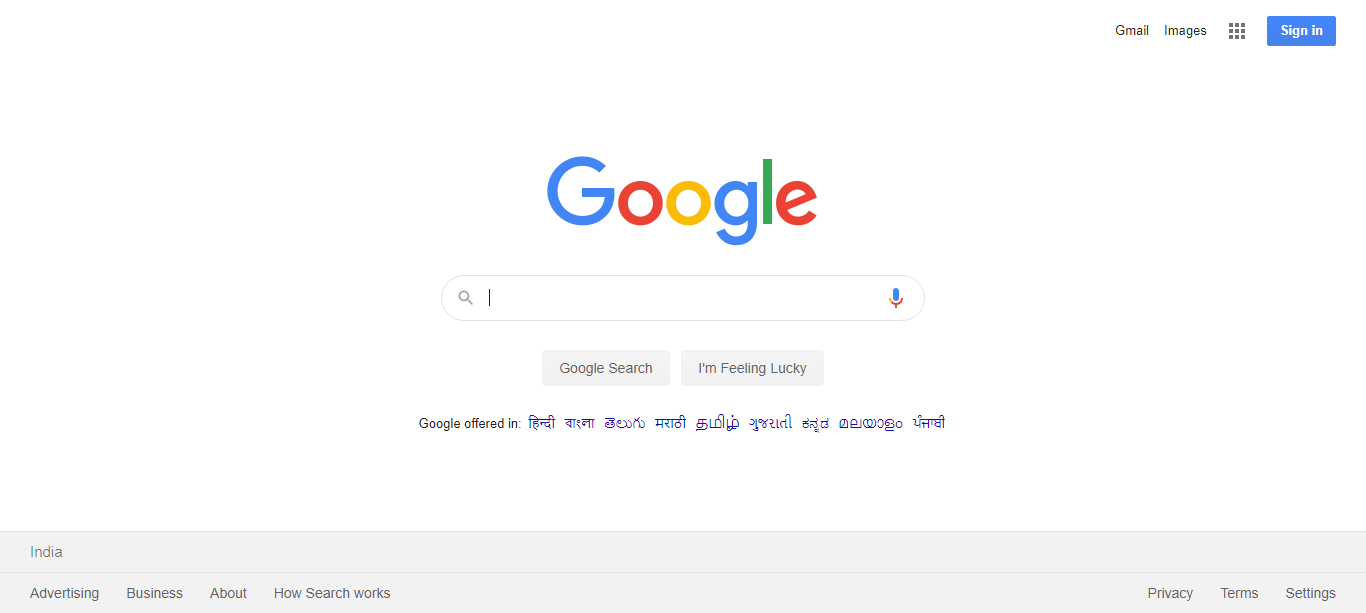 Gmail Images Sign in
Google
Google Search I'm Feeling Lucky
Google offered in: हिन्दी বাংলা తెలుగు मराठी தமிழ் ગુજરાતી ಕನ್ನಡ മലയാളം ਪੰਜਾਬੀ
India
Advertising Business About How Search works Privacy Terms Settings